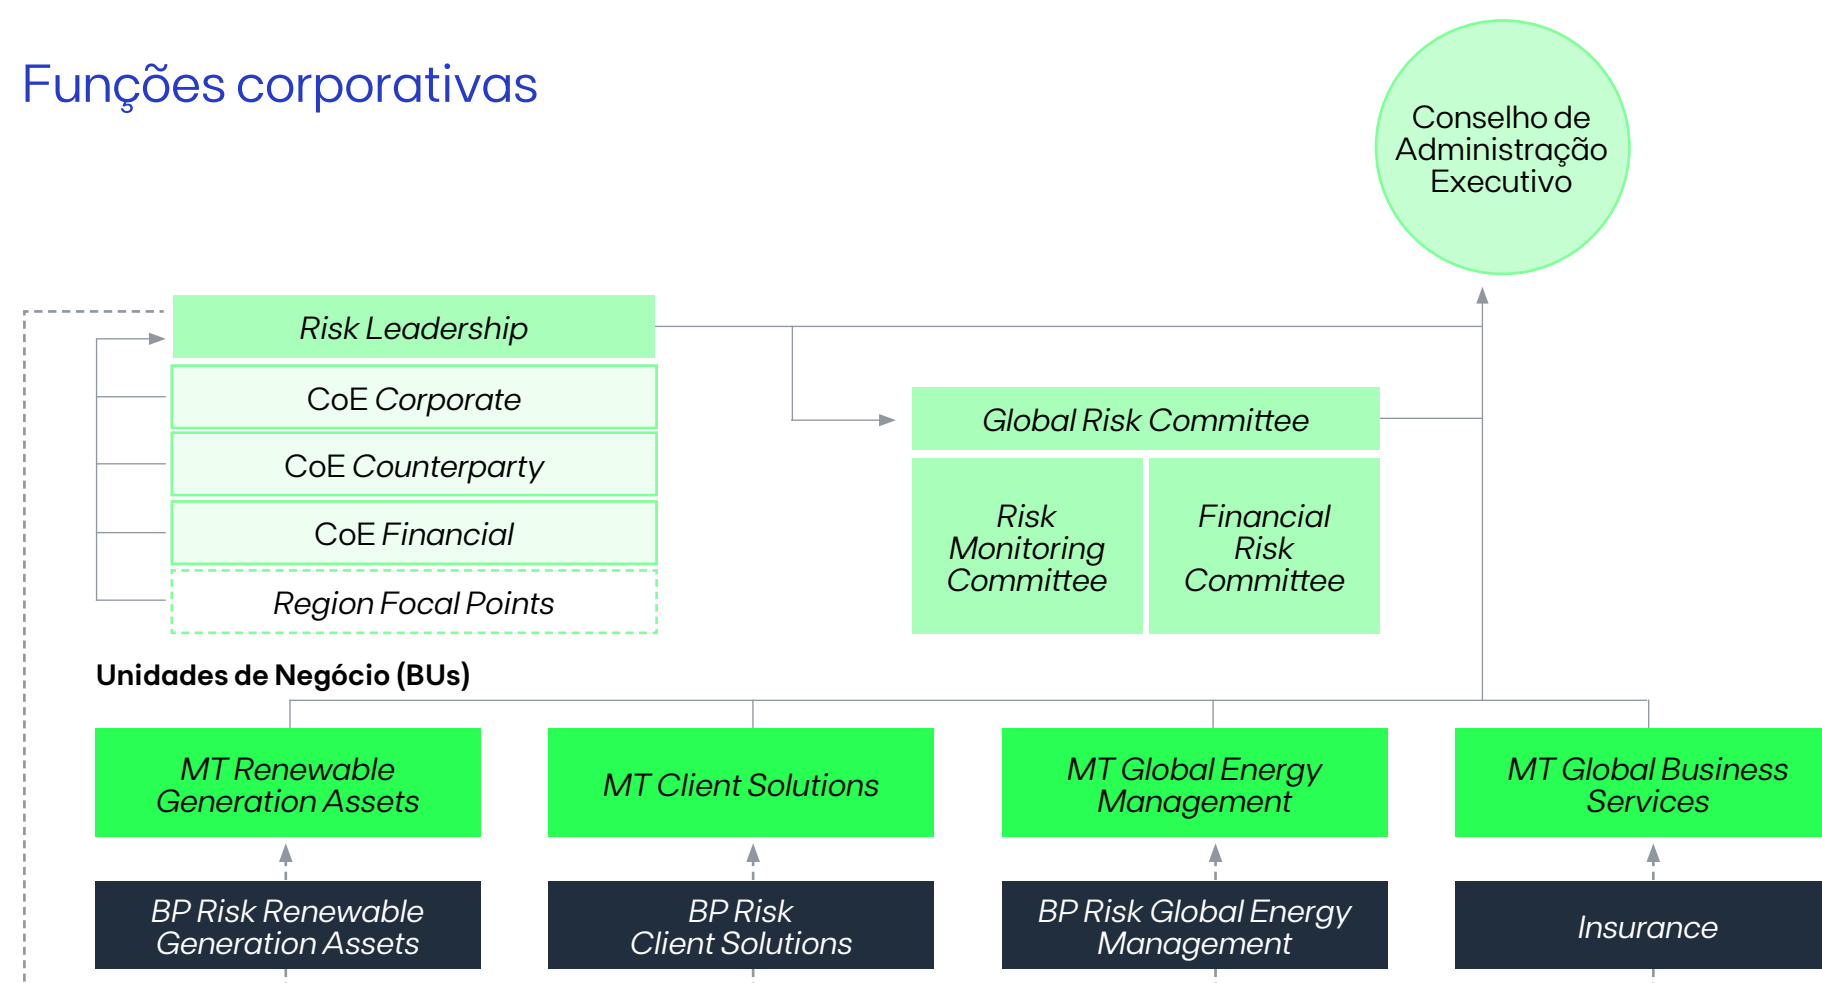 Funções corporativas
Conselho de
Administração
Executivo
Risk Leadership
CoE Corporate
CoE Counterparty
CoE Financial
Region Focal Points
Global Risk Committee
Risk
Monitoring
Committee
Financial
Risk
Committee
Unidades de Negócio (BUs)
MT Renewable
Generation Assets
MT Client Solutions
MT Global Energy
Management
MT Global Business
Services
BP Risk Renewable
Generation Assets
BP Risk
Client Solutions
BP Risk Global Energy
Management
Insurance